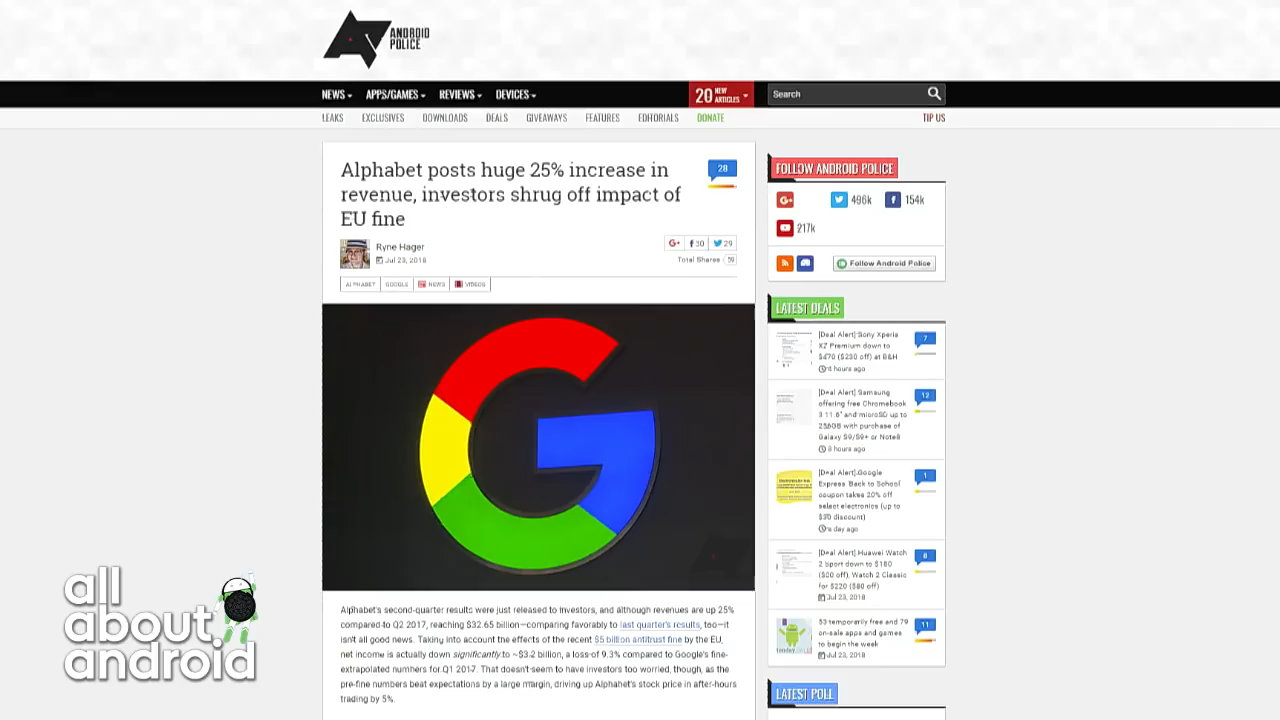 ANDROID
POLICE
NEWS APPS/GAMES REVIEWS DEVICES
20 NEW ARTICLES
Search
LEAKS EXCLUSIVES DOWNLOADS DEALS GIVEAWAYS FEATURES EDITORIALS DONATE TIP US
Alphabet posts huge 25% increase in
revenue, investors shrug off impact of
EU fine
28
Ryne Hager
Jul 23, 2018
G+ 30 29
Total Shares 59
ALPHABET GOOGLE NEWS VIDEOS
Alphabet's second-quarter results were just released to investors, and although revenues are up 25%
compared to Q2 2017, reaching $32.65 billion—comparing favorably to last quarter's results, too—it
isn't all good news. Taking into account the effects of the recent $5 billion antitrust fine by the EU,
net income is actually down significantly to ~$3.2 billion, a loss of 9.3% compared to Google's fine-
extrapolated numbers for Q1 2017. That doesn't seem to have investors too worried, though, as the
pre-fine numbers beat expectations by a large margin, driving up Alphabet's stock price in after-hours
trading by 5%.
FOLLOW ANDROID POLICE
G+ 496k 154k
217k
Follow Android Police
LATEST DEALS
[Deal Alert] Sony Xperia
XZ Premium down to
$470 ($230 off) at B&H
7
hours ago
[Deal Alert] Samsung
offering free Chromebook
3 11.6" and microSD up to
256GB with purchase of
Galaxy S9/S9+ or Note8
12
hours ago
[Deal Alert] Google
Express 'Back to School'
coupon takes 20% off
select electronics (up to
$30 discount)
1
a day ago
[Deal Alert] Huawei Watch
2 Sport down to $180
off), Watch 2 Classic
for $220 ($80 off)
8
Jul 23, 2018
53 temporarily free and 79
on-sale apps and games
to begin the week
11
Jul 23, 2018
LATEST POLL
all
about
android